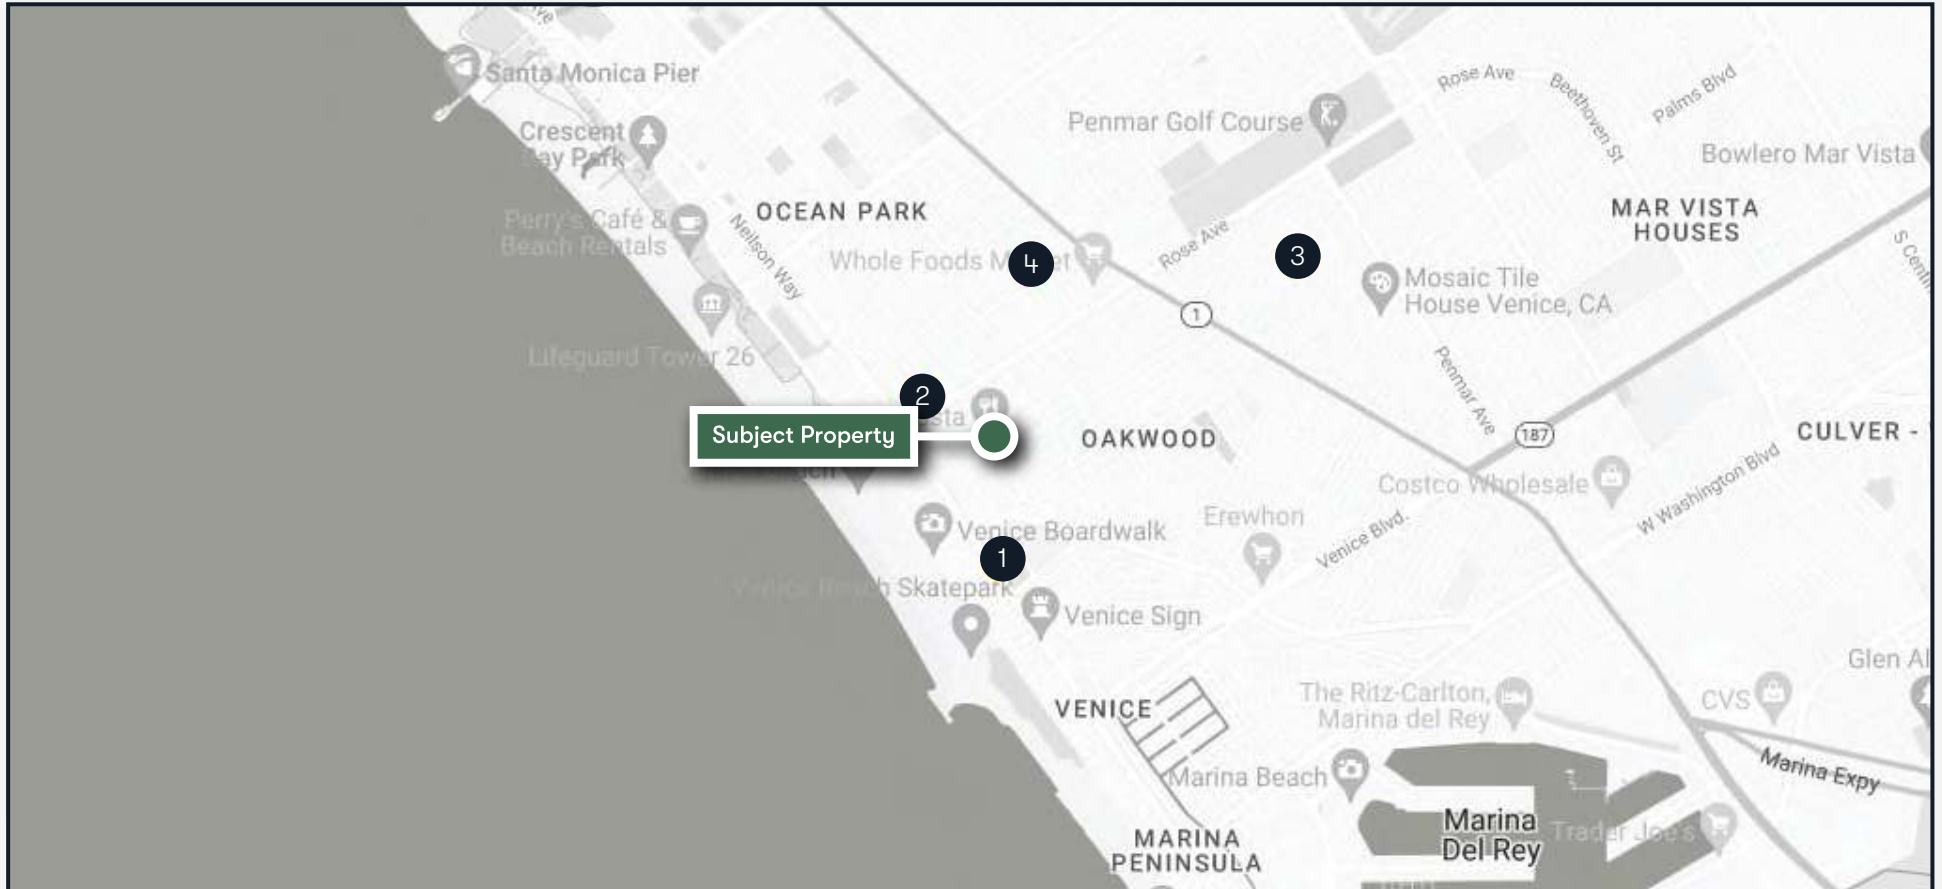 Ave
Santa Monica Pier
Crescent
Bay Park
Penmar Golf Course
Rose Ave
Beethoven St
Palms Blvd
Bowlero Mar Vista
OCEAN PARK
MAR VISTA
HOUSES
Perry's Café &
Beach Rentals
Neilson Way
Whole Foods
4
Rose Ave
3
Mosaic Tile
House Venice, CA
1
Lifeguard Tower 26
Penmar Ave
2
Subject Property
OAKWOOD
187
CULVER -
Costco Wholesale
W Washington Blvd
Venice Boardwalk
Erewhon
Venice Blvd.
1
Venice Beach Skatepark
Venice Sign
VENICE
The Ritz-Carlton,
Marina del Rey
CVS
Glen Al
Marina Beach
Marina Expy
Marina
Del Rey
Trader Joe's
MARINA
PENINSULA